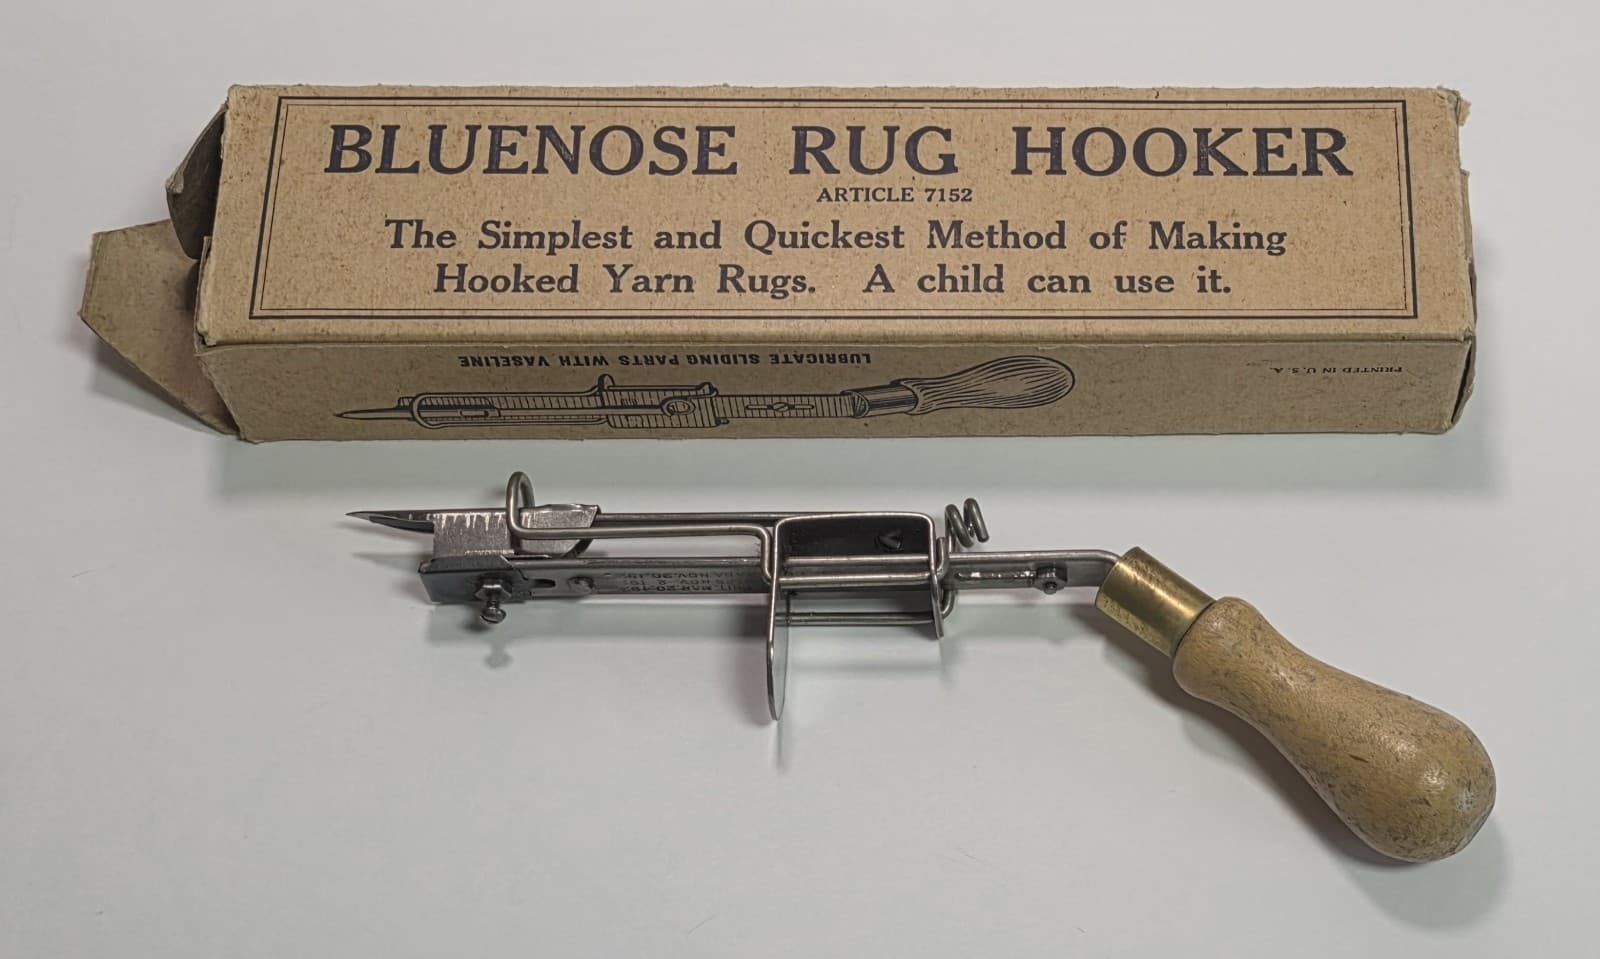 BLUENOSE RUG HOOKER
ARTICLE 7152
The Simplest and Quickest Method of Making
Hooked Yarn Rugs. A child can use it.
LUBRICATE SLIDING PARTS WITH VASELINE
PRINTED IN U.S.A.